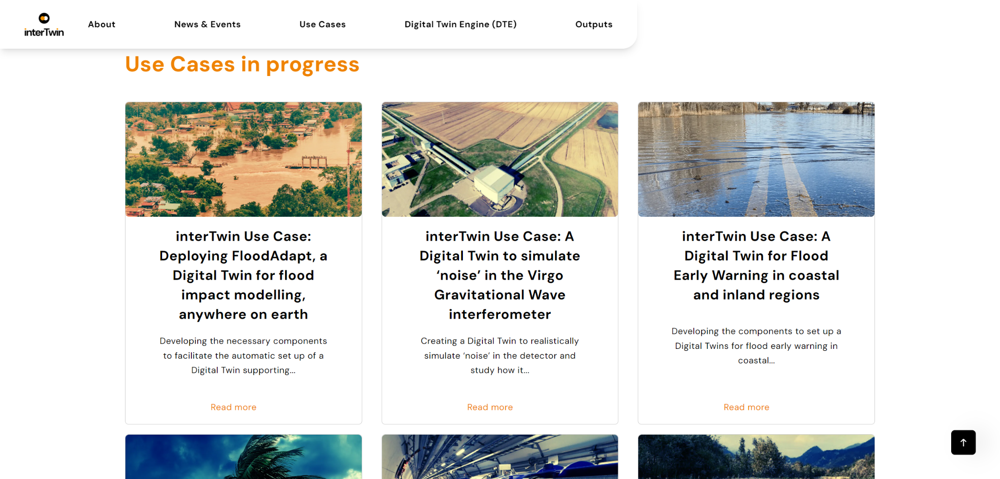 interTwin
About
News & Events
Use Cases
Digital Twin Engine (DTE)
Outputs
Use Cases in progress
interTwin Use Case:
Deploying FloodAdapt, a
Digital Twin for flood
impact modelling,
anywhere on earth
Developing the necessary components
to facilitate the automatic set up of a
Digital Twin supporting...
Read more
interTwin Use Case: A
Digital Twin to simulate
‘noise’ in the Virgo
Gravitational Wave
interferometer
Creating a Digital Twin to realistically
simulate ‘noise’ in the detector and
study how it...
Read more
interTwin Use Case: A
Digital Twin for Flood
Early Warning in coastal
and inland regions
Developing the components to set up a
Digital Twins for flood early warning in
coastal...
Read more